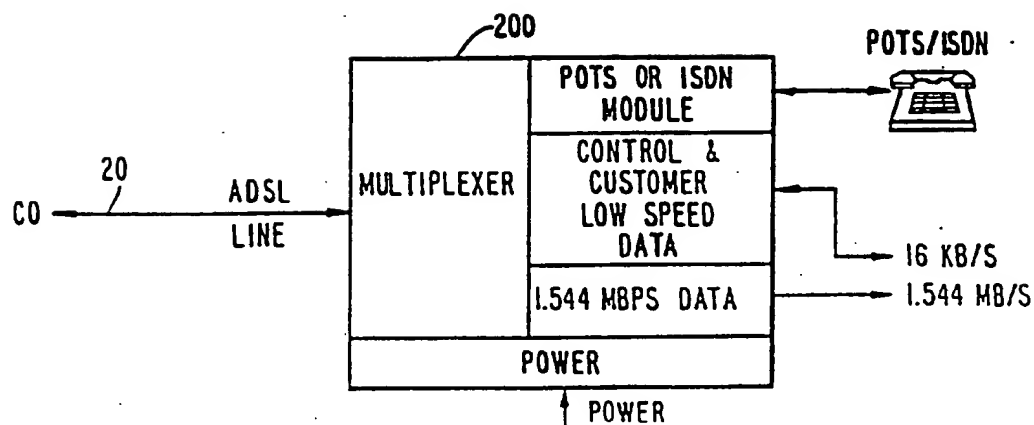 200
POTS/ISDN
POTS OR ISDN
MODULE
20
CO
ADSL
LINE
MULTIPLEXER
CONTROL &
CUSTOMER
LOW SPEED
DATA
16 KB/S
1.544 MBPS DATA
1.544 MB/S
POWER
POWER